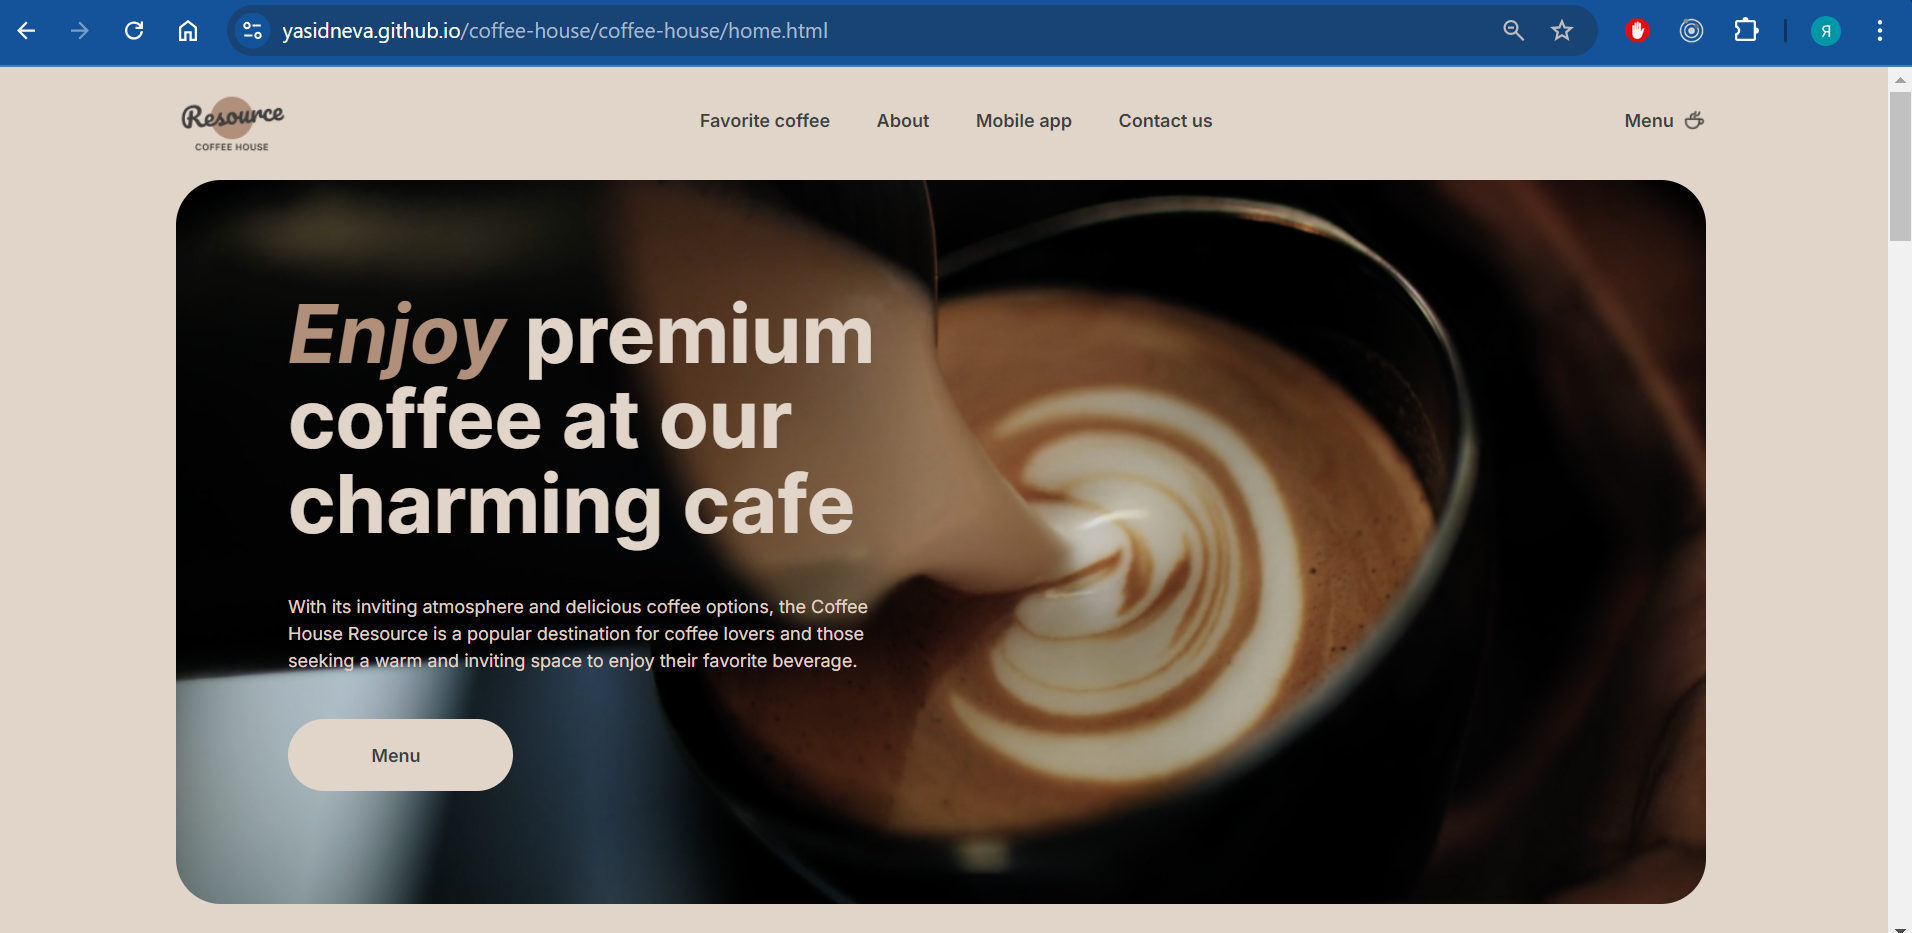 yasidneva.github.io/coffee-house/coffee-house/home.html
Я
Resource
COFFEE HOUSE
Favorite coffee
About
Mobile app
Contact us
Menu
Enjoy premium
coffee at our
charming cafe
With its inviting atmosphere and delicious coffee options, the Coffee
House Resource is a popular destination for coffee lovers and those
seeking a warm and inviting space to enjoy their favorite beverage.
Menu